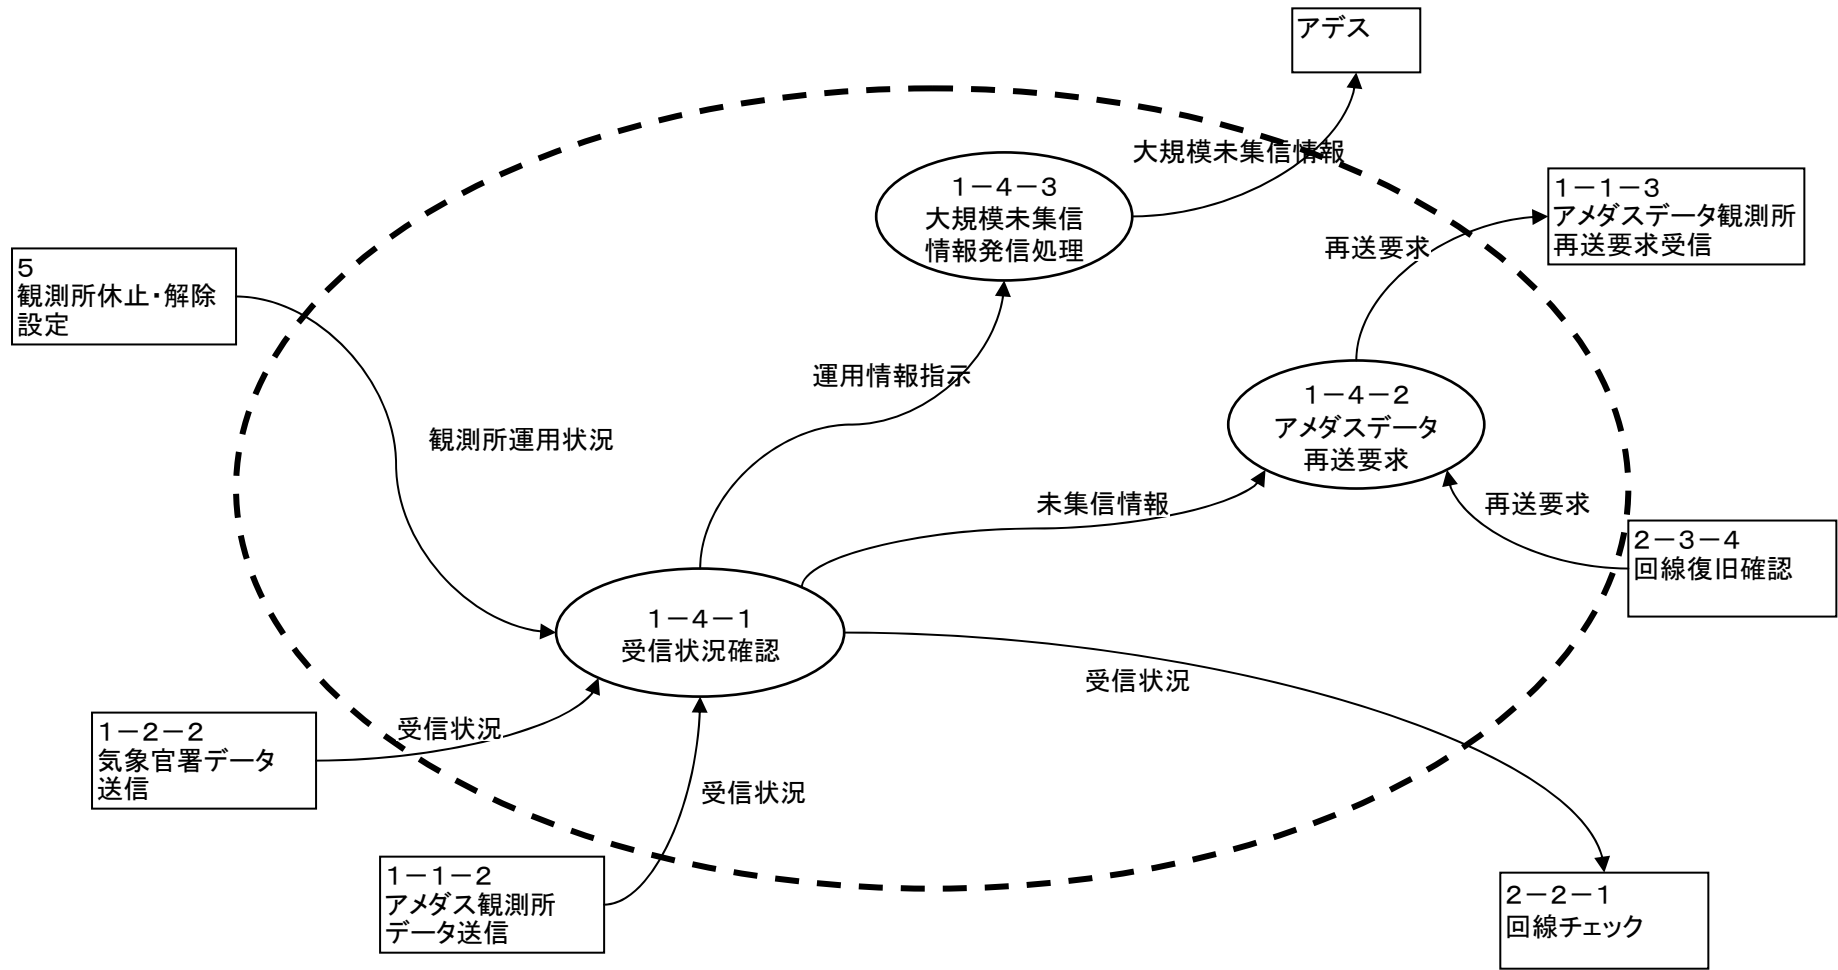 アデス
大規模未集信情報
1－4－3
大規模未集信
情報発信処理
1－1－3
アメダスデータ観測所
再送要求受信
再送要求
5
観測所休止・解除
設定
運用情報指示
1－4－2
アメダスデータ
再送要求
観測所運用状況
未集信情報
再送要求
2－3－4
回線復旧確認
1－4－1
受信状況確認
受信状況
1－2－2
気象官署データ
送信
受信状況
受信状況
1－1－2
アメダス観測所
データ送信
2－2－1
回線チェック